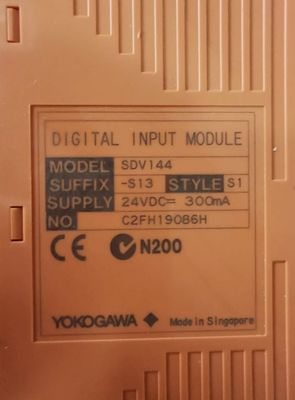 DIGITAL INPUT MODULE
MODEL SDV144
SUFFIX -S13 STYLE S1
SUPPLY 24VDC⎓ 300mA
NO. C2FH19086H
CE N200
YOKOGAWA ◆ Made in Singapore